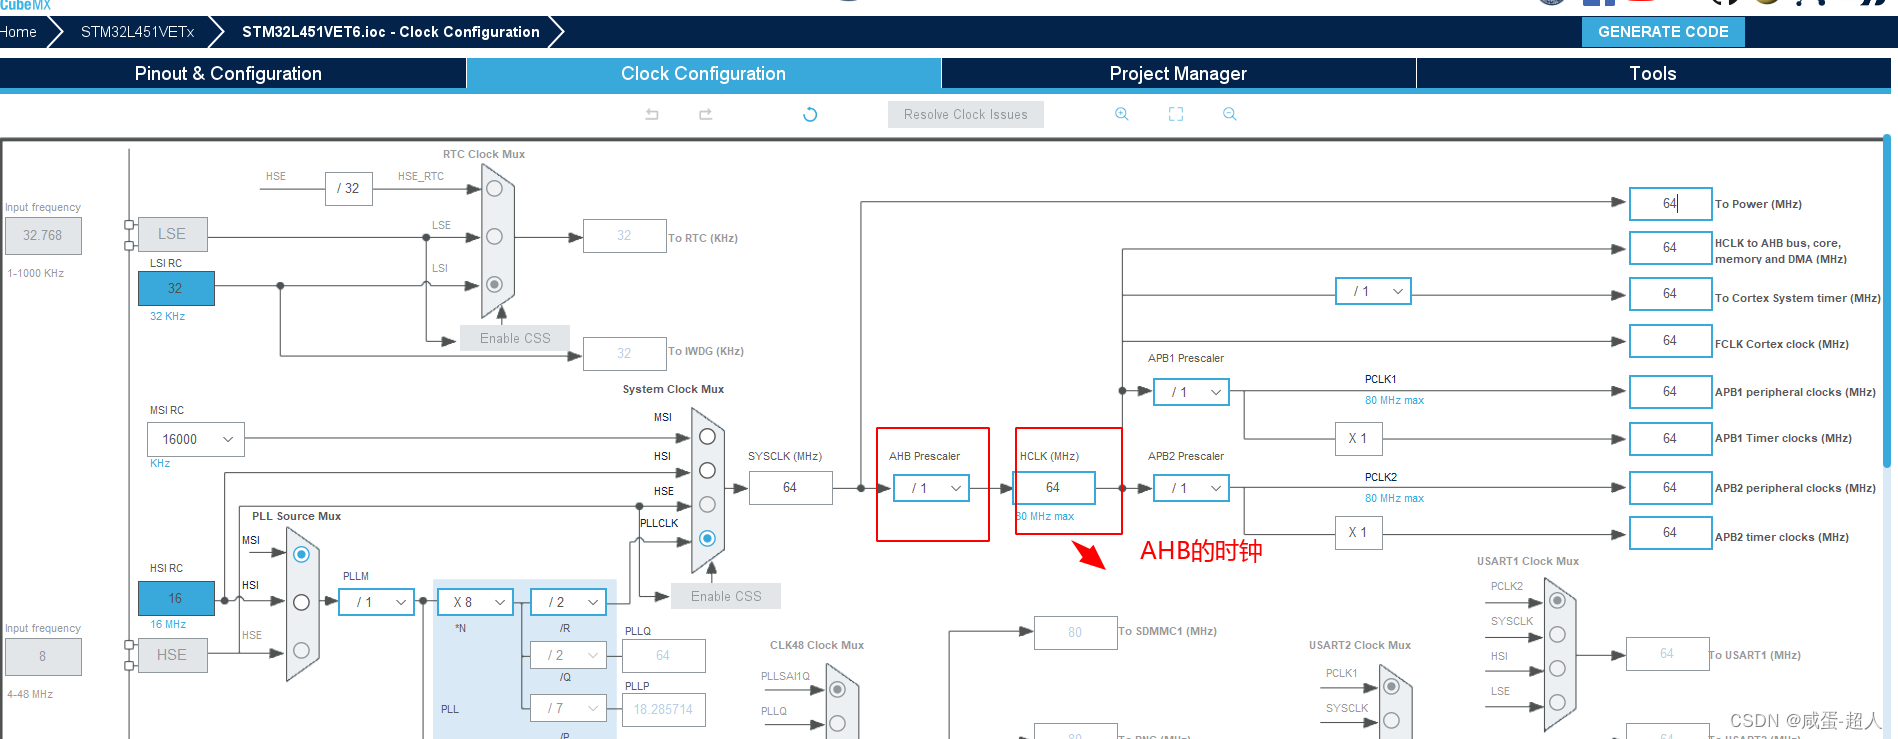 CubeMX
Home
STM32L451VETx
STM32L451VET6.ioc - Clock Configuration
GENERATE CODE
Pinout & Configuration
Clock Configuration
Project Manager
Tools
Resolve Clock Issues
RTC Clock Mux
HSE
/ 32
HSE_RTC
Input frequency
32.768
1-1000 KHz
LSE
LSE
32
To RTC (KHz)
LSI RC
32
32 KHz
LSI
Enable CSS
32
To IWDG (KHz)
64
To Power (MHz)
64
HCLK to AHB bus, core,
memory and DMA (MHz)
/ 1
64
To Cortex System timer (MHz)
64
FCLK Cortex clock (MHz)
APB1 Prescaler
/ 1
PCLK1
80 MHz max
64
APB1 peripheral clocks (MHz)
X 1
64
APB1 Timer clocks (MHz)
System Clock Mux
MSI RC
16000
KHz
MSI
HSI
HSE
PLLCLK
SYSCLK (MHz)
64
AHB Prescaler
/ 1
HCLK (MHz)
64
80 MHz max
APB2 Prescaler
/ 1
PCLK2
80 MHz max
64
APB2 peripheral clocks (MHz)
X 1
64
APB2 timer clocks (MHz)
AHB的时钟
Enable CSS
PLL Source Mux
MSI
HSI
HSE
HSI RC
16
16 MHz
Input frequency
8
4-48 MHz
HSE
PLLM
/ 1
X 8
*N
/ 2
/R
/ 2
/Q
/ 7
/P
PLL
PLLQ
64
PLLP
18.285714
CLK48 Clock Mux
PLLSAI1Q
PLLQ
80
To SDMMC1 (MHz)
80
To RNG (MHz)
USART1 Clock Mux
PCLK2
SYSCLK
HSI
LSE
64
To USART1 (MHz)
USART2 Clock Mux
PCLK1
SYSCLK
64
CSDN @咸蛋-超人